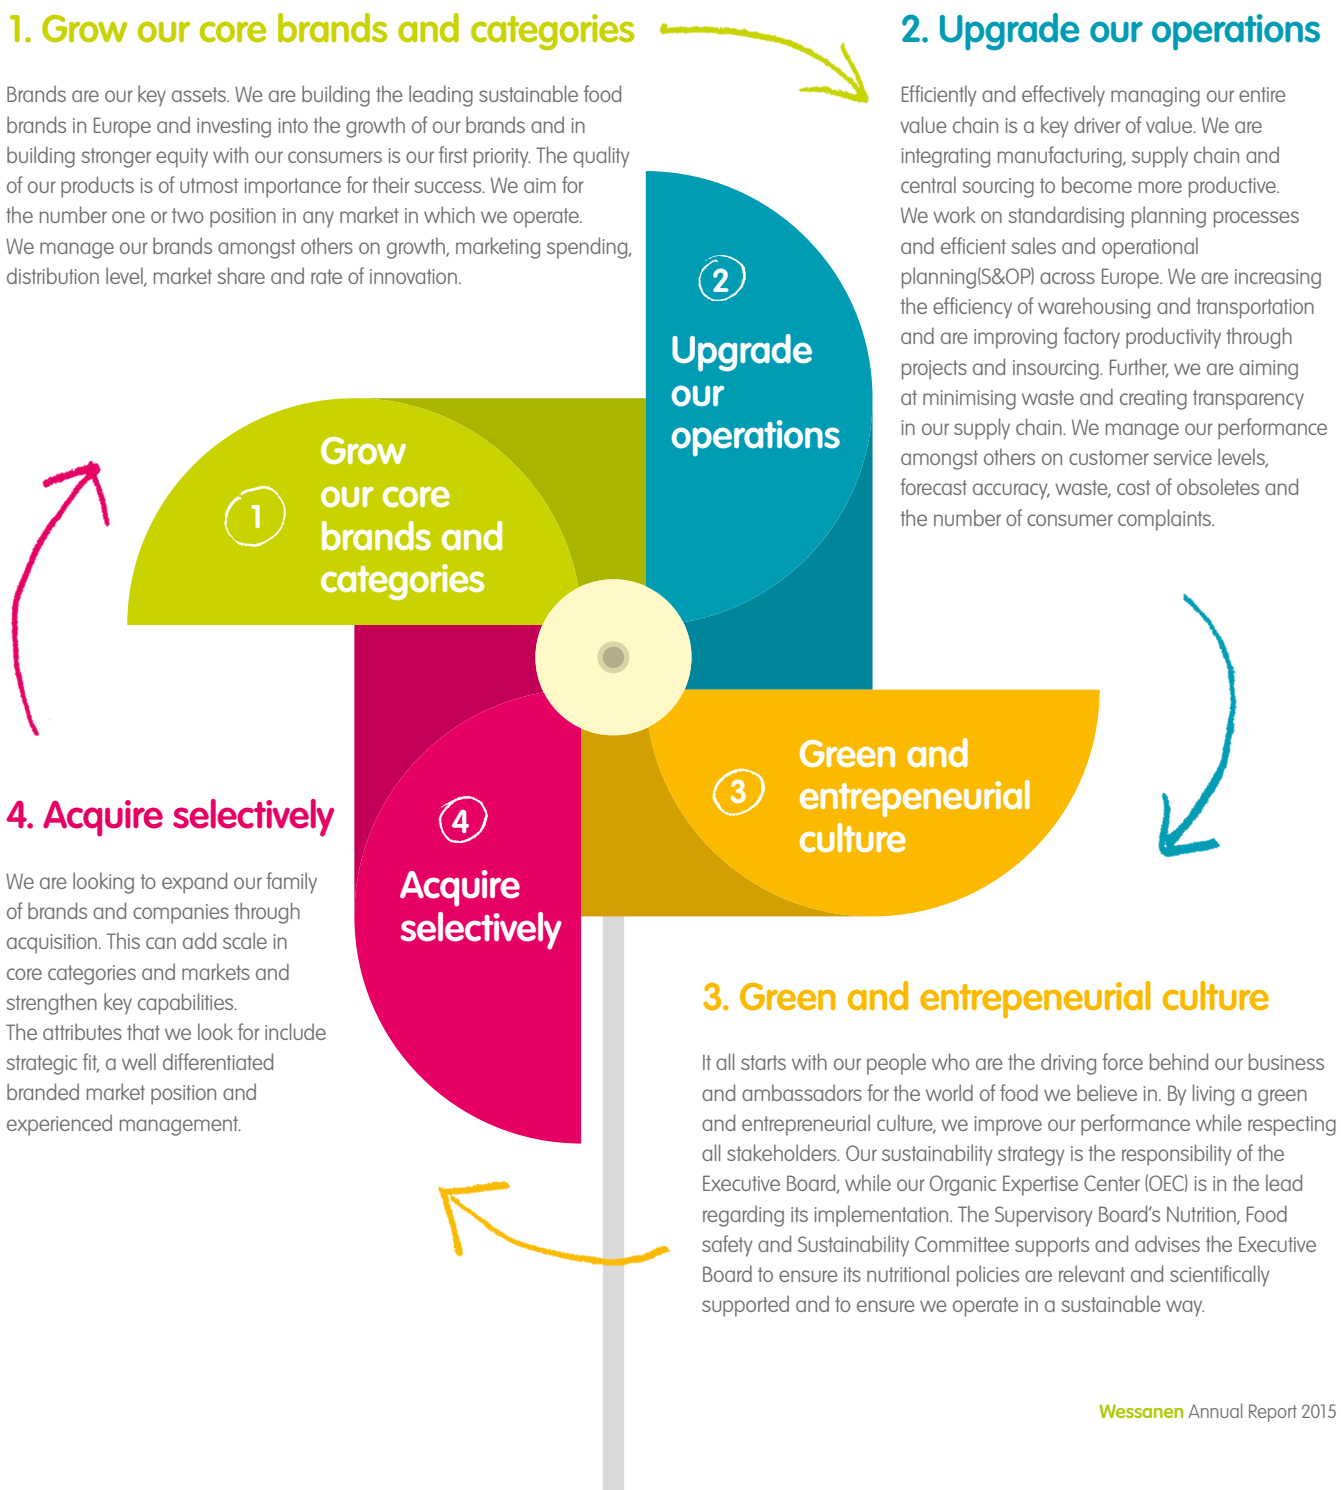 1. Grow our core brands and categories
Brands are our key assets. We are building the leading sustainable food
brands in Europe and investing into the growth of our brands and in
building stronger equity with our consumers is our first priority. The quality
of our products is of utmost importance for their success. We aim for
the number one or two position in any market in which we operate.
We manage our brands amongst others on growth, marketing spending,
distribution level, market share and rate of innovation.
2. Upgrade our operations
Efficiently and effectively managing our entire
value chain is a key driver of value. We are
integrating manufacturing, supply chain and
central sourcing to become more productive.
We work on standardising planning processes
and efficient sales and operational
planning(S&OP) across Europe. We are increasing
the efficiency of warehousing and transportation
and are improving factory productivity through
projects and insourcing. Further, we are aiming
at minimising waste and creating transparency
in our supply chain. We manage our performance
amongst others on customer service levels,
forecast accuracy, waste, cost of obsoletes and
the number of consumer complaints.
1
Grow
our core
brands and
categories
2
Upgrade
our
operations
3
Green and
entrepeneurial
culture
4
Acquire
selectively
3. Green and entrepeneurial culture
It all starts with our people who are the driving force behind our business
and ambassadors for the world of food we believe in. By living a green
and entrepreneurial culture, we improve our performance while respecting
all stakeholders. Our sustainability strategy is the responsibility of the
Executive Board, while our Organic Expertise Center (OEC) is in the lead
regarding its implementation. The Supervisory Board's Nutrition, Food
safety and Sustainability Committee supports and advises the Executive
Board to ensure its nutritional policies are relevant and scientifically
supported and to ensure we operate in a sustainable way.
4. Acquire selectively
We are looking to expand our family
of brands and companies through
acquisition. This can add scale in
core categories and markets and
strengthen key capabilities.
The attributes that we look for include
strategic fit, a well differentiated
branded market position and
experienced management.
Wessanen Annual Report 2015